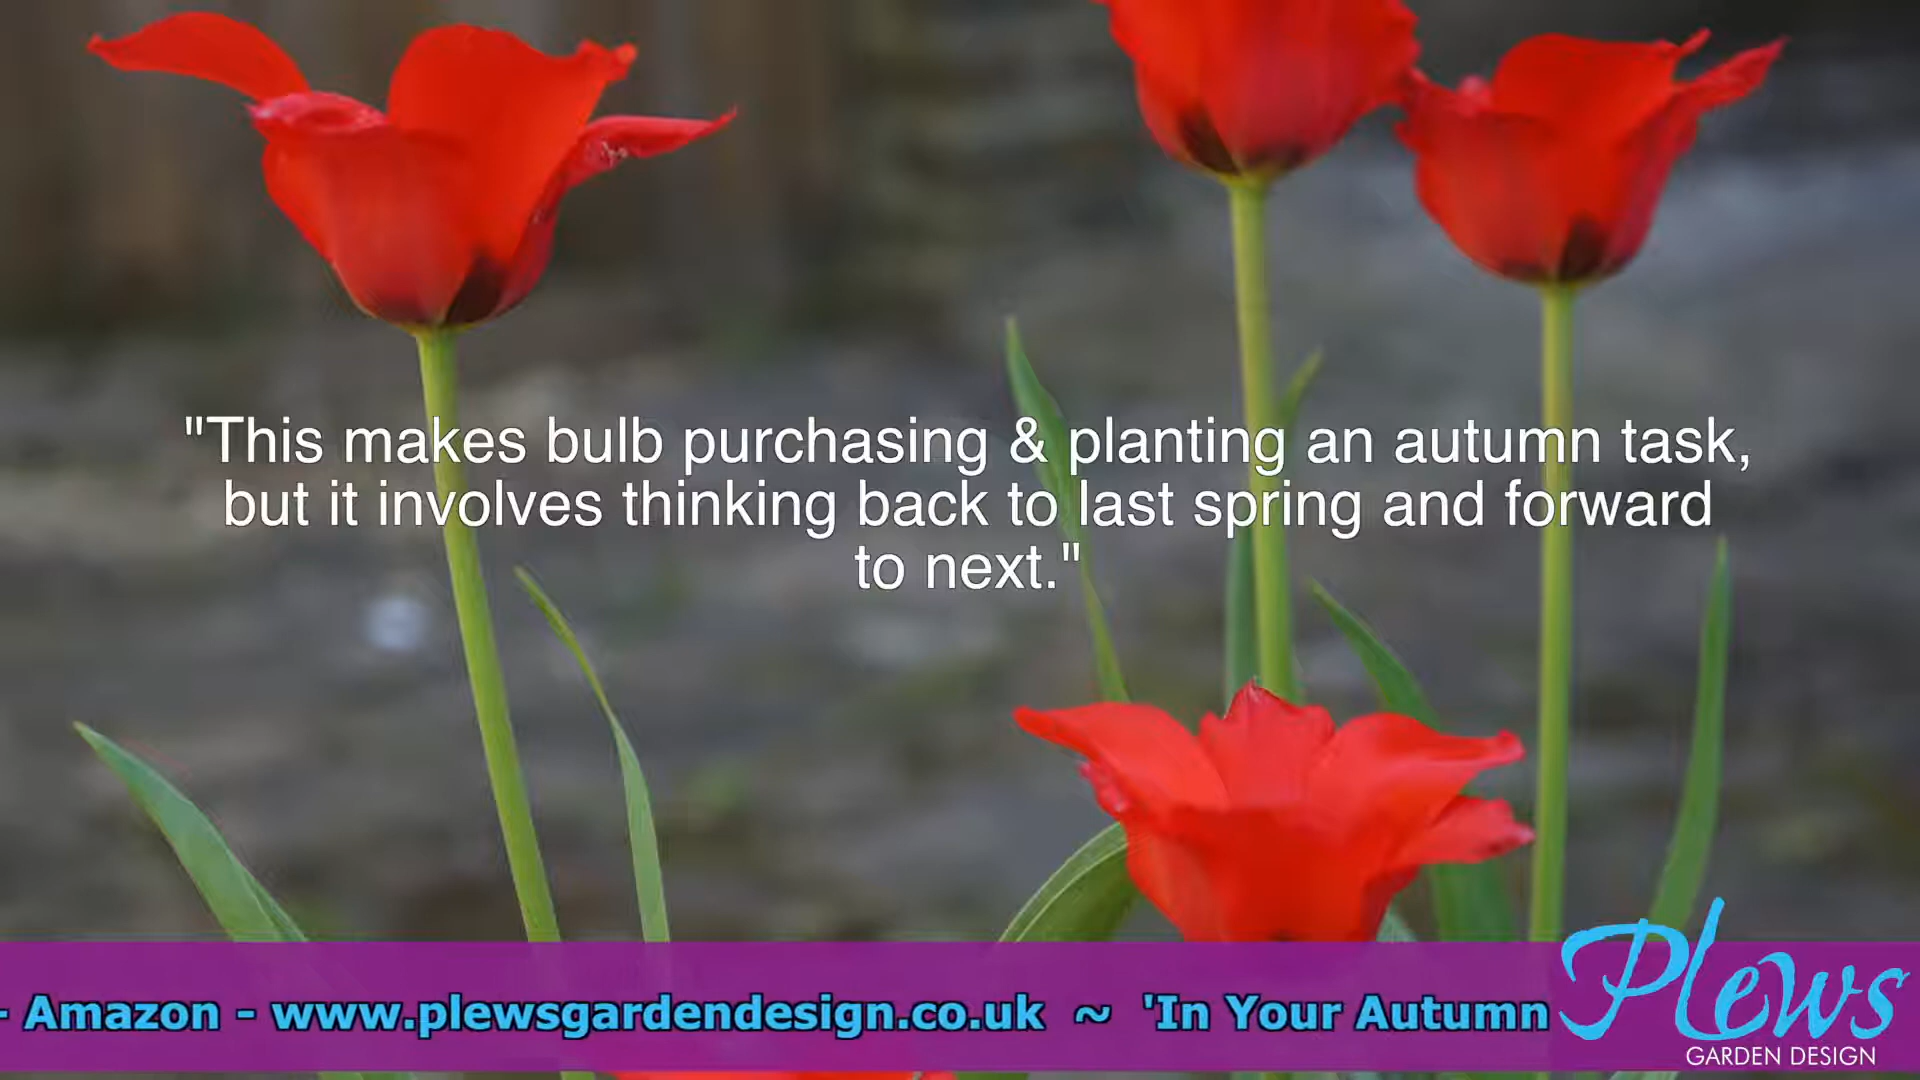 "This makes bulb purchasing & planting an autumn task,
but it involves thinking back to last spring and forward
to next."
- Amazon - www.plewsgardendesign.co.uk ~ 'In Your Autumn
Plews
GARDEN DESIGN